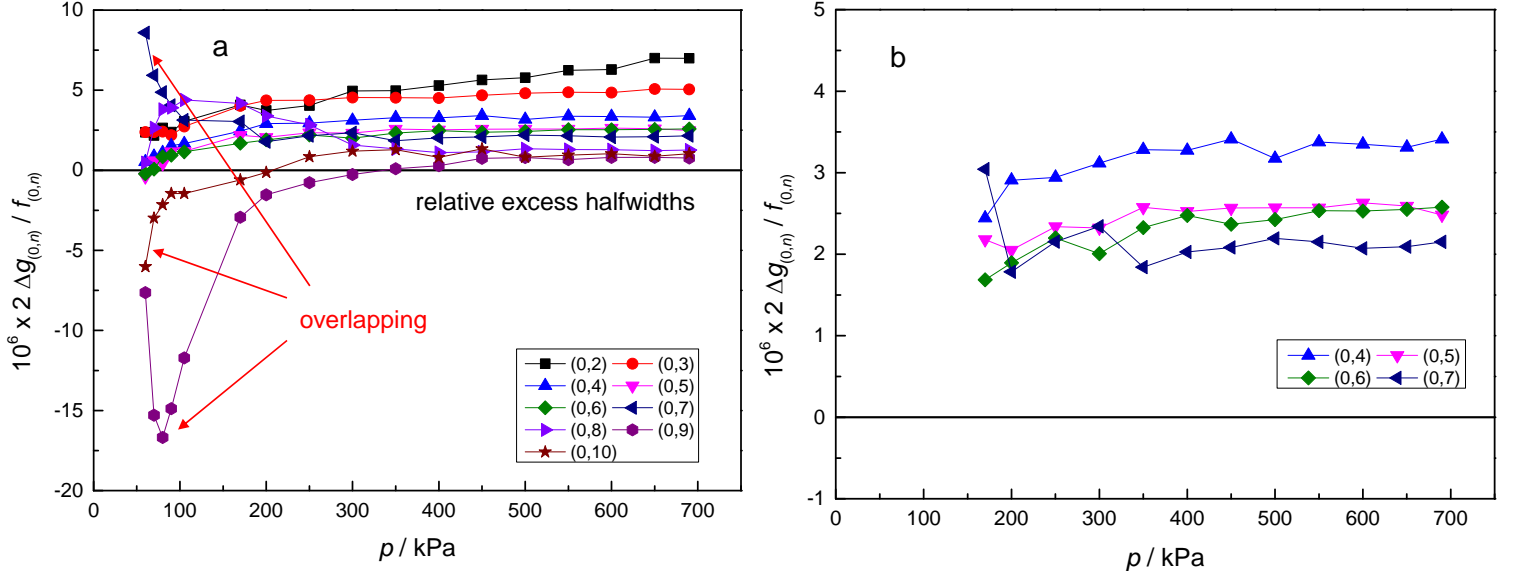 a
10
5
0
-5
-10
-15
-20
10⁶ x 2 Δg(0,n) / f(0,n)
relative excess halfwidths
overlapping
(0,2) (0,3)
(0,4) (0,5)
(0,6) (0,7)
(0,8) (0,9)
(0,10)
0 100 200 300 400 500 600 700
p / kPa
b
5
4
3
2
1
0
-1
10⁶ x 2 Δg(0,n) / f(0,n)
(0,4) (0,5)
(0,6) (0,7)
0 100 200 300 400 500 600 700
p / kPa